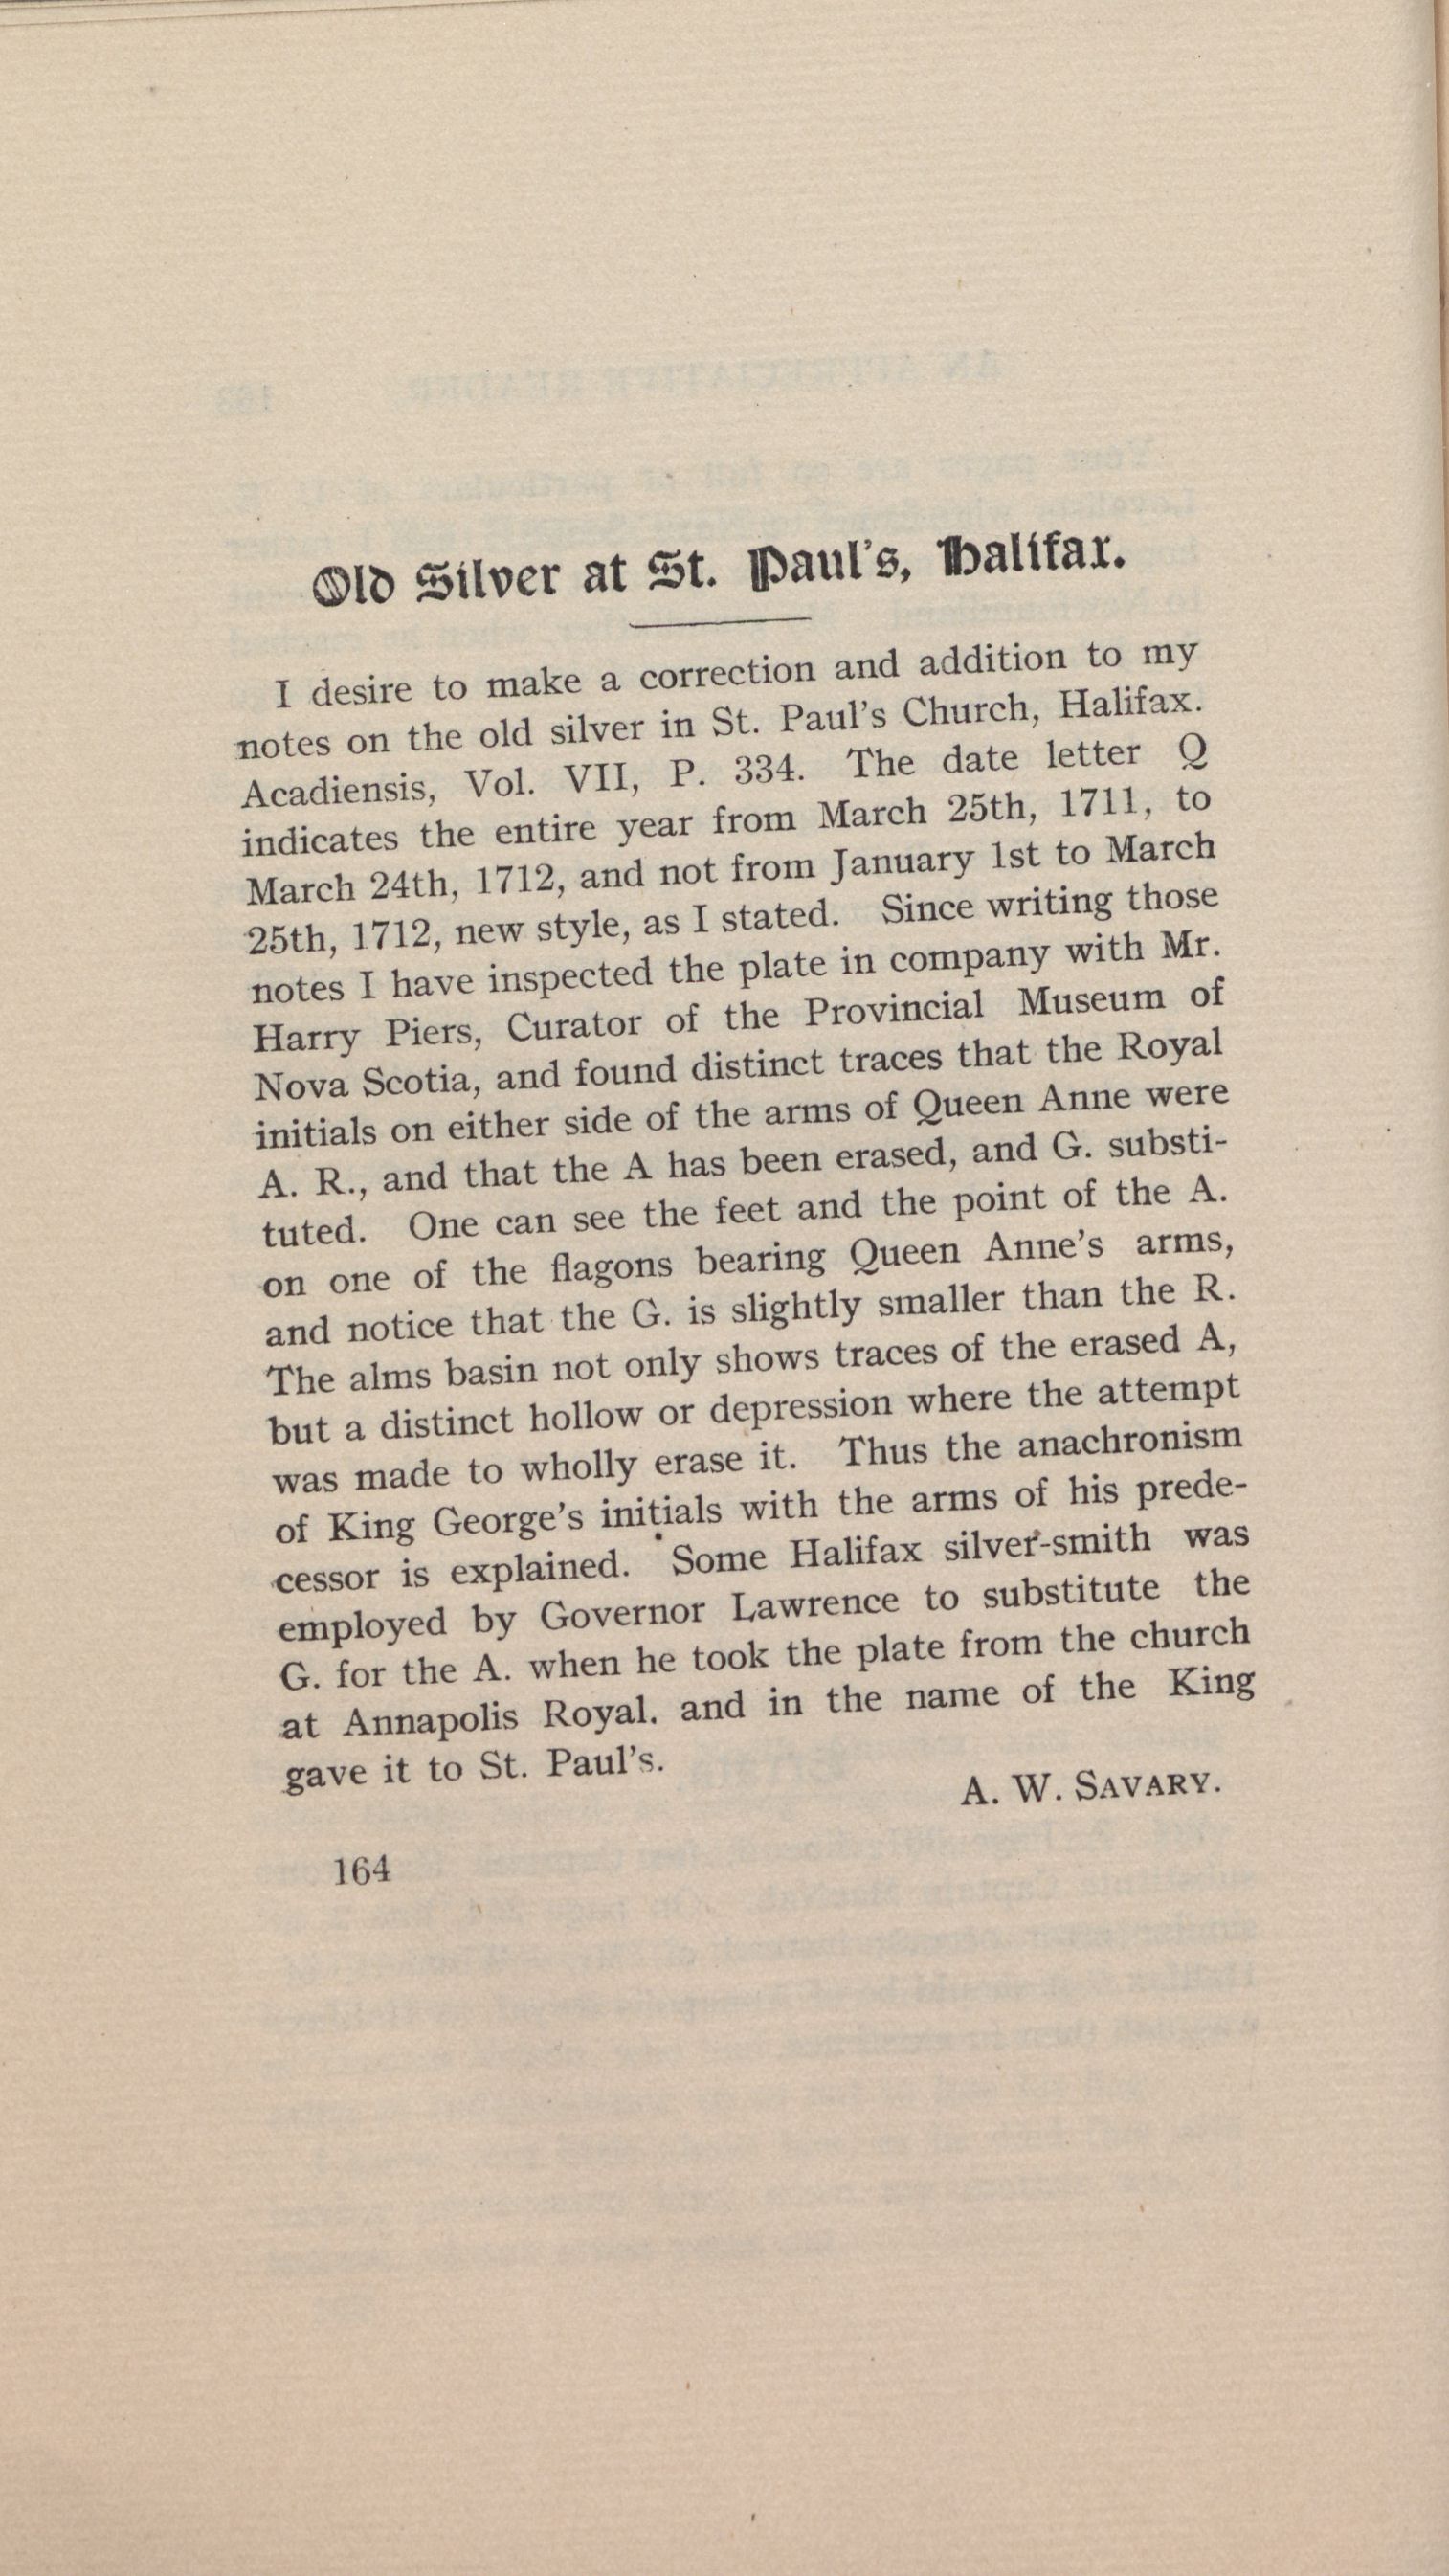 Old Silver at St. Paul's, Halifax.
I desire to make a correction and addition to my
notes on the old silver in St. Paul's Church, Halifax.
Acadiensis, Vol. VII, P. 334. The date letter Q
indicates the entire year from March 25th, 1711, to
March 24th, 1712, and not from January 1st to March
25th, 1712, new style, as I stated. Since writing those
notes I have inspected the plate in company with Mr.
Harry Piers, Curator of the Provincial Museum of
Nova Scotia, and found distinct traces that the Royal
initials on either side of the arms of Queen Anne were
A. R., and that the A has been erased, and G. substi-
tuted. One can see the feet and the point of the A.
on one of the flagons bearing Queen Anne's arms,
and notice that the G. is slightly smaller than the R.
The alms basin not only shows traces of the erased A,
but a distinct hollow or depression where the attempt
was made to wholly erase it. Thus the anachronism
of King George's initials with the arms of his prede-
cessor is explained. Some Halifax silver-smith was
employed by Governor Lawrence to substitute the
G. for the A. when he took the plate from the church
at Annapolis Royal. and in the name of the King
gave it to St. Paul's.
A. W. SAVARY.
164